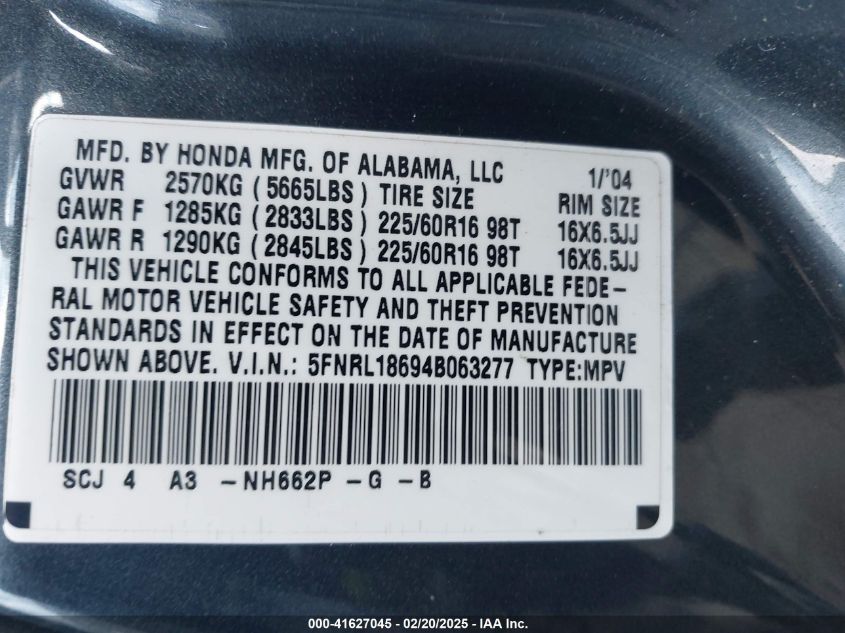 MFD. BY HONDA MFG. OF ALABAMA, LLC 1/'04
GVWR 2570KG (5665LBS) TIRE SIZE RIM SIZE
GAWR F 1285KG (2833LBS) 225/60R16 98T 16X6.5JJ
GAWR R 1290KG (2845LBS) 225/60R16 98T 16X6.5JJ
THIS VEHICLE CONFORMS TO ALL APPLICABLE FEDE-
RAL MOTOR VEHICLE SAFETY AND THEFT PREVENTION
STANDARDS IN EFFECT ON THE DATE OF MANUFACTURE
SHOWN ABOVE. V.I.N.: 5FNRL18694B063277 TYPE:MPV
SCJ 4 A3 -NH662P -G -B
000-41627045 - 02/20/2025 - IAA Inc.